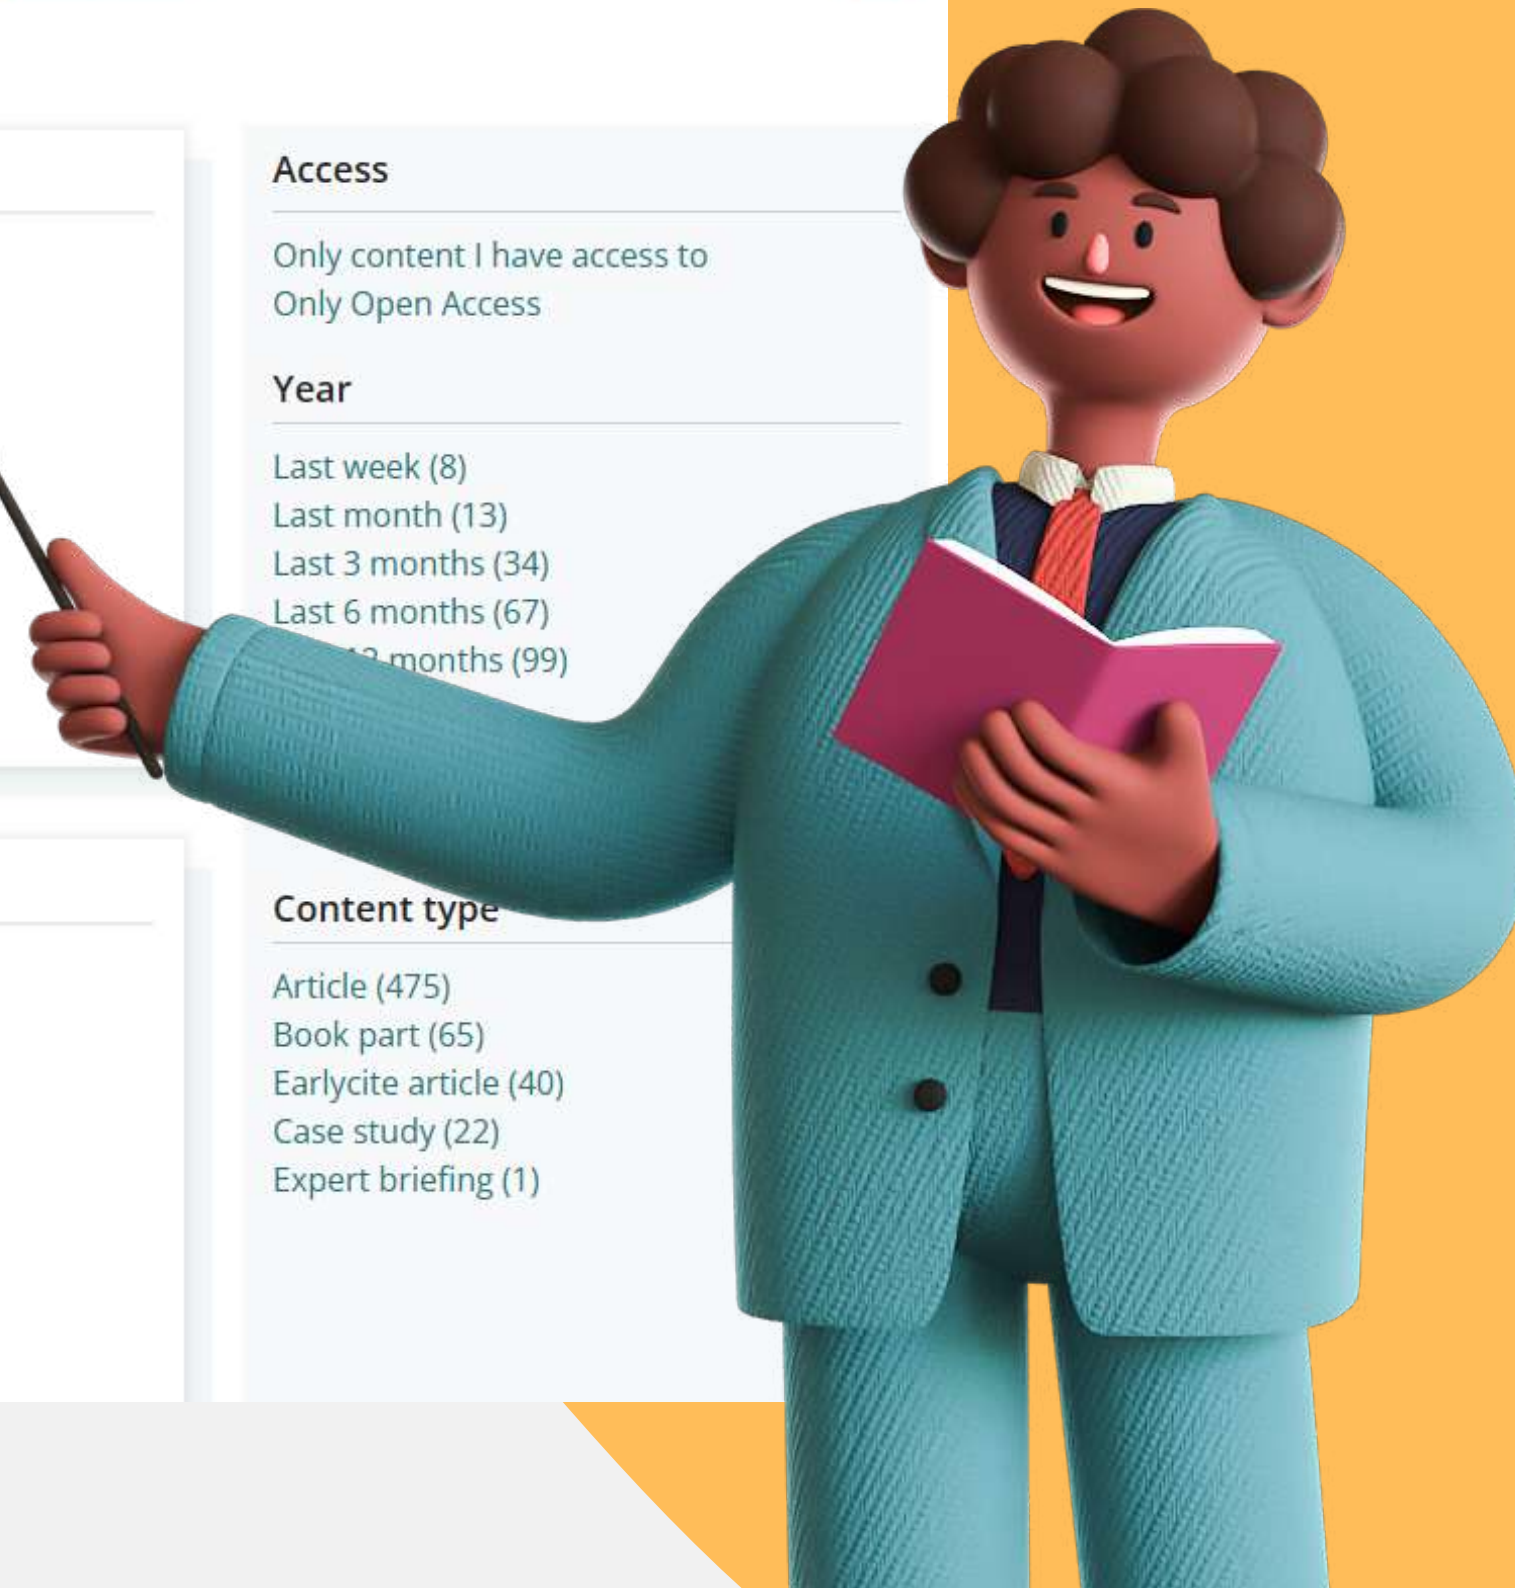 Access
Only content I have access to
Only Open Access
Year
Last week (8)
Last month (13)
Last 3 months (34)
Last 6 months (67)
months (99)
Content type
Article (475)
Book part (65)
Earlycite article (40)
Case study (22)
Expert briefing (1)